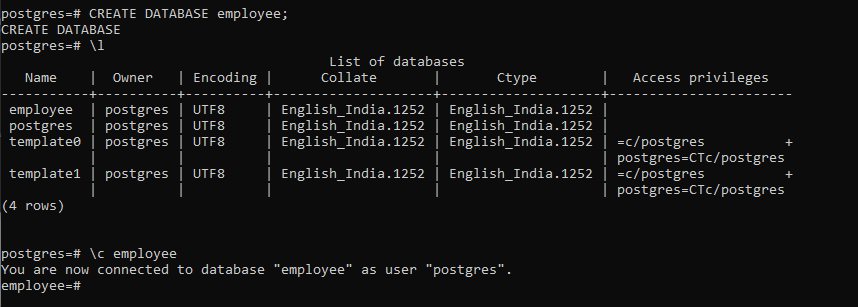 postgres=# CREATE DATABASE employee;
CREATE DATABASE
postgres=# \l
                                         List of databases
   Name    |  Owner   | Encoding |      Collate       |       Ctype        |   Access privileges
-----------+----------+----------+--------------------+--------------------+-----------------------
 employee  | postgres | UTF8     | English_India.1252 | English_India.1252 |
 postgres  | postgres | UTF8     | English_India.1252 | English_India.1252 |
 template0 | postgres | UTF8     | English_India.1252 | English_India.1252 | =c/postgres          +
           |          |          |                    |                    | postgres=CTc/postgres
 template1 | postgres | UTF8     | English_India.1252 | English_India.1252 | =c/postgres          +
           |          |          |                    |                    | postgres=CTc/postgres
(4 rows)
postgres=# \c employee
You are now connected to database "employee" as user "postgres".
employee=#